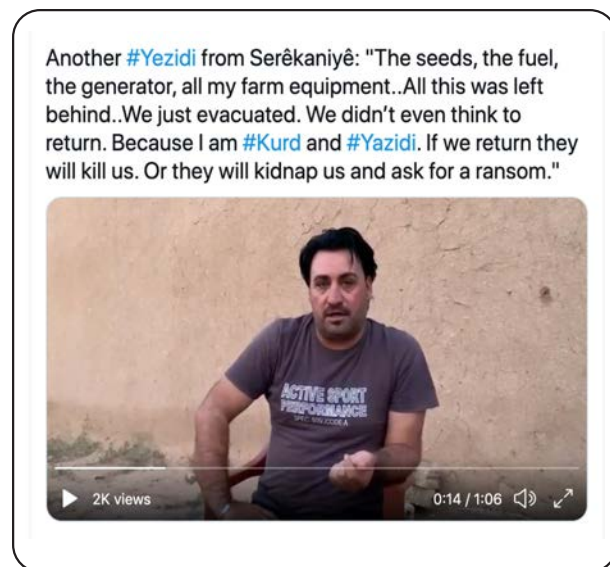 Another #Yezidi from Serêkaniyê: "The seeds, the fuel,
the generator, all my farm equipment..All this was left
behind..We just evacuated. We didn’t even think to
return. Because I am #Kurd and #Yazidi. If we return they
will kill us. Or they will kidnap us and ask for a ransom."
ACTIVE SPORT
PERFORMANCE
2K views
0:14 / 1:06